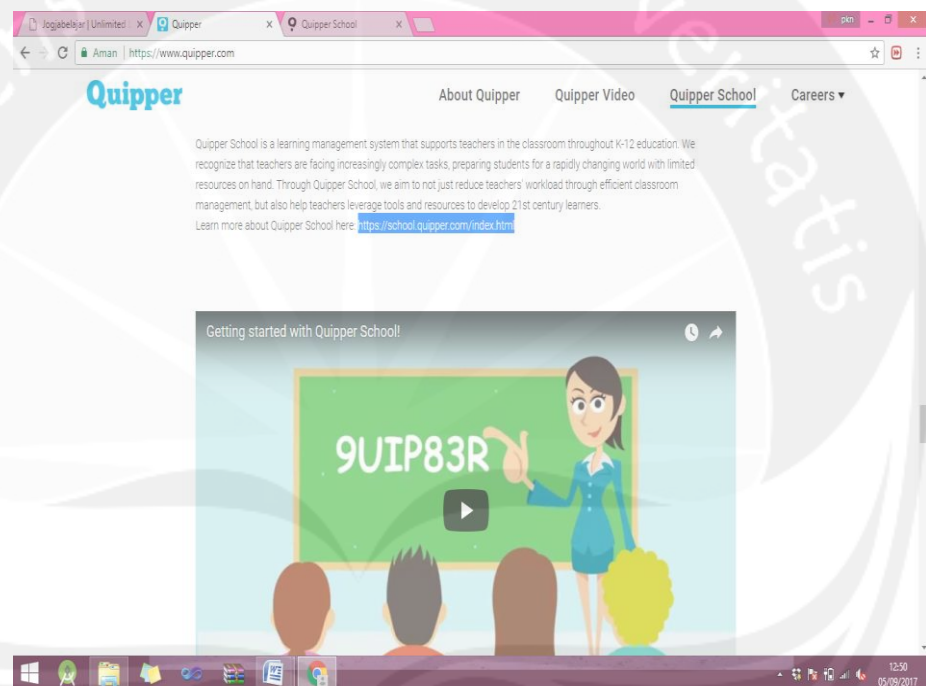 Jogjabelajar | Unlimited
Quipper
Quipper School
pkn
Aman
https://www.quipper.com
Quipper
About Quipper
Quipper Video
Quipper School
Careers
Quipper School is a learning management system that supports teachers in the classroom throughout K-12 education. We
recognize that teachers are facing increasingly complex tasks, preparing students for a rapidly changing world with limited
resources on hand. Through Quipper School, we aim to not just reduce teachers' workload through efficient classroom
management, but also help teachers leverage tools and resources to develop 21st century learners.
Learn more about Quipper School here: https://school.quipper.com/index.html
Getting started with Quipper School!
9UIP83R
12:50
05/09/2017
veritatis